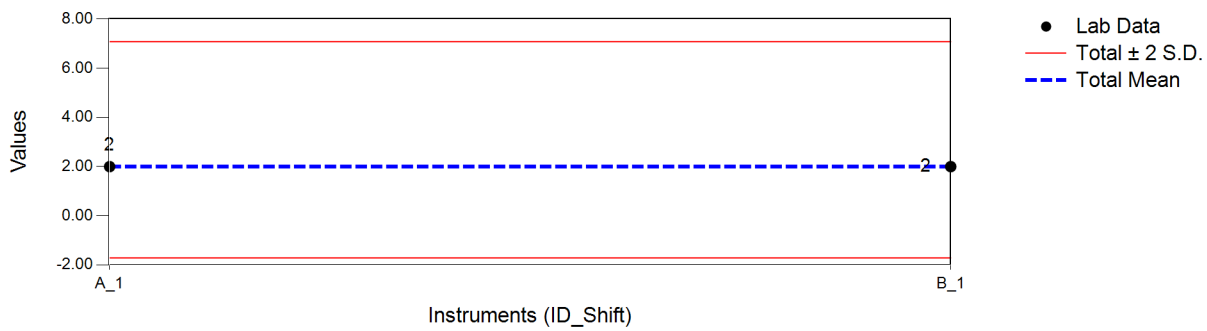 8.00
6.00
4.00
2.00
0.00
-2.00
Values
2
2
A_1
B_1
Instruments (ID_Shift)
Lab Data
Total ± 2 S.D.
Total Mean